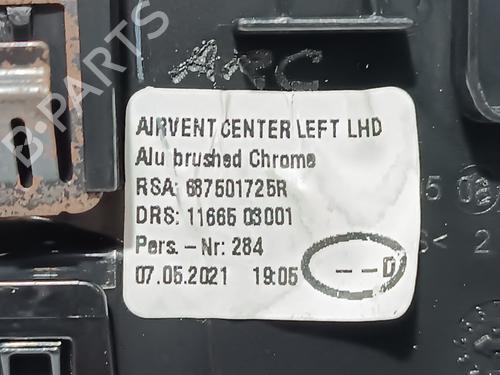 ARC
AIRVENT CENTER LEFT LHD
Alu brushed Chrome
RSA: 687501725R
DRS: 11665 03001
Pers. - Nr: 284
07.05.2021 19:05 --D
B-PARTS